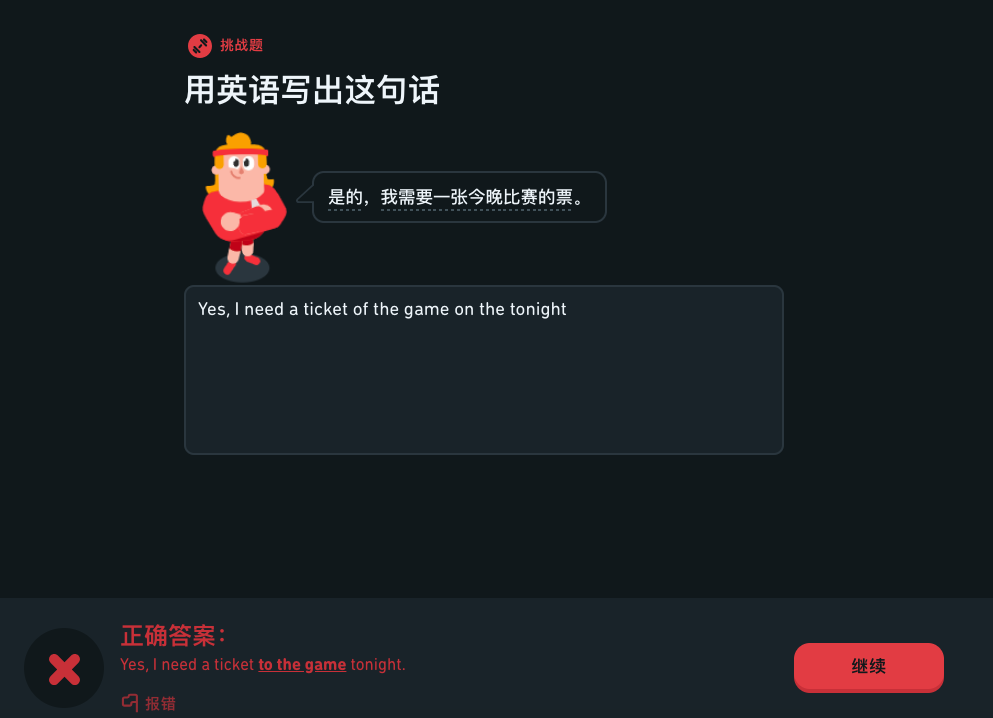 挑战题
用英语写出这句话
是的，我需要一张今晚比赛的票。
Yes, I need a ticket of the game on the tonight
正确答案：
Yes, I need a ticket to the game tonight.
继续
报错